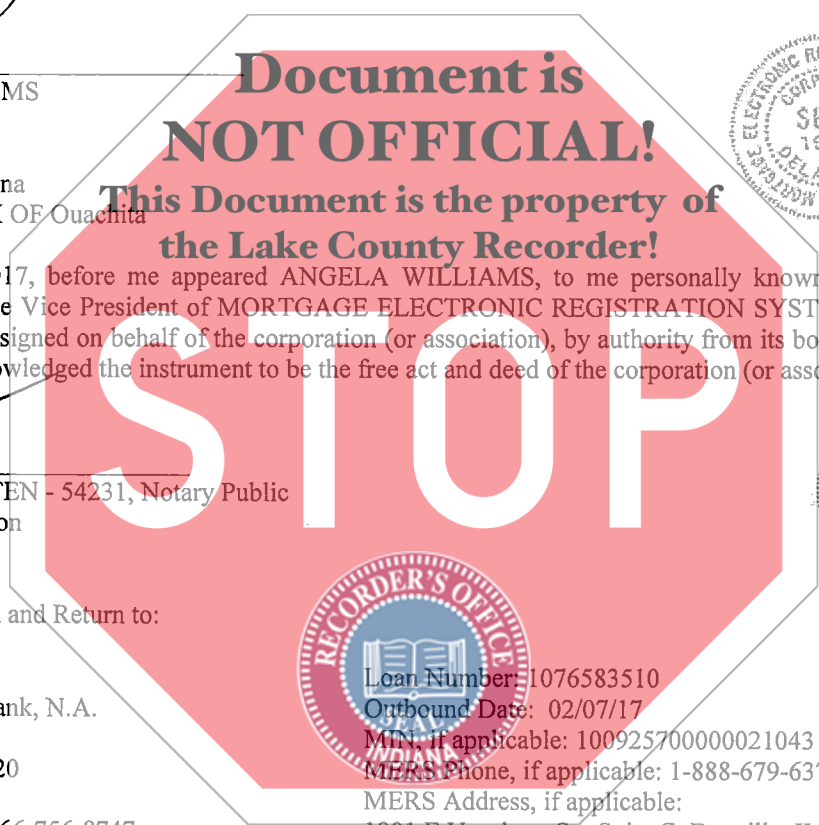 MS
Document is
NOT OFFICIAL!
na
This Document is the property of
OF Ouachita
the Lake County Recorder!
17, before me appeared ANGELA WILLIAMS, to me personally known
e Vice President of MORTGAGE ELECTRONIC REGISTRATION SYST
signed on behalf of the corporation (or association), by authority from its bo
wledged the instrument to be the free act and deed of the corporation (or asso
STOP
TEN - 54231, Notary Public
on
RECORDER'S OFFICE
SEAL
INDIANA
and Return to:
Loan Number: 1076583510
ank, N.A.
Outbound Date: 02/07/17
MIN, if applicable: 100925700000021043
20
MERS Phone, if applicable: 1-888-679-637
MERS Address, if applicable: